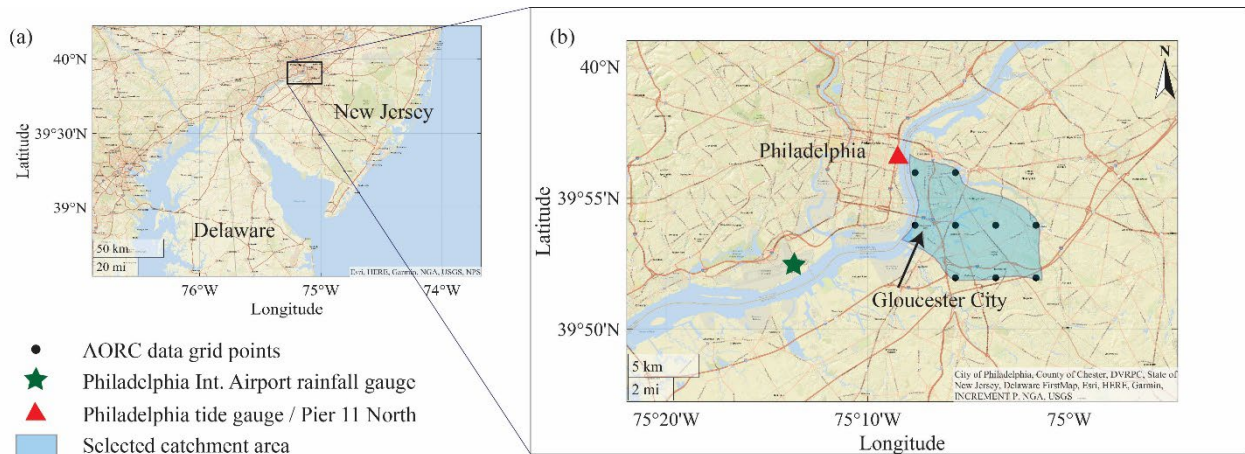 (a)
40°N
39°30'N
39°N
Latitude
New Jersey
Delaware
50 km
20 mi
Esri, HERE, Garmin, NGA, USGS, NPS
76°W
75°W
74°W
Longitude
ΛORC data grid points
Philadelphia Int. Airport rainfall gauge
Philadelphia tide gauge / Pier 11 North
Selected catchment area
(b)
40°N
39°55'N
39°50'N
Latitude
N
Philadelphia
Gloucester City
5 km
2 mi
City of Philadelphia, County of Chester, DVRPC, State of
New Jersey, Delaware FirstMap, Esri, HERE, Garmin,
INCREMENT P, NGA, USGS
75°20'W
75°10'W
75°W
Longitude